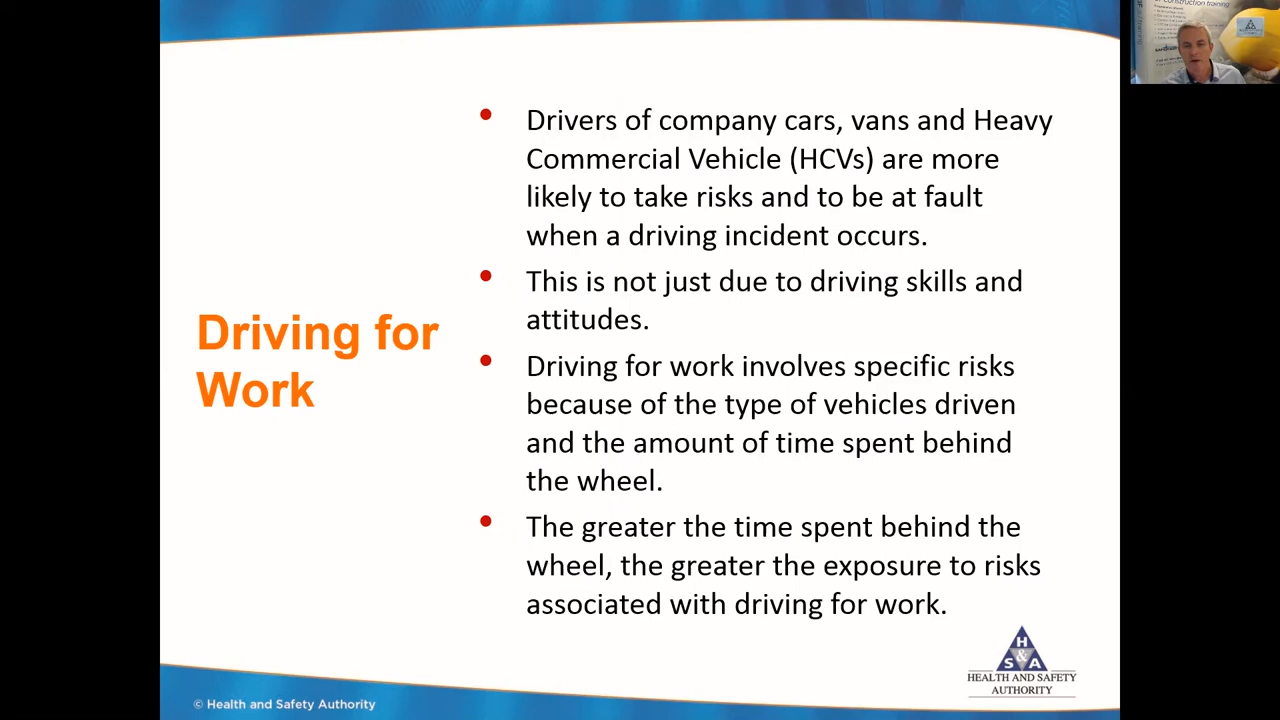 Driving for
Work
Drivers of company cars, vans and Heavy
Commercial Vehicle (HCVs) are more
likely to take risks and to be at fault
when a driving incident occurs.
This is not just due to driving skills and
attitudes.
Driving for work involves specific risks
because of the type of vehicles driven
and the amount of time spent behind
the wheel.
The greater the time spent behind the
wheel, the greater the exposure to risks
associated with driving for work.
H
S & A
HEALTH AND SAFETY
AUTHORITY
© Health and Safety Authority
construction training